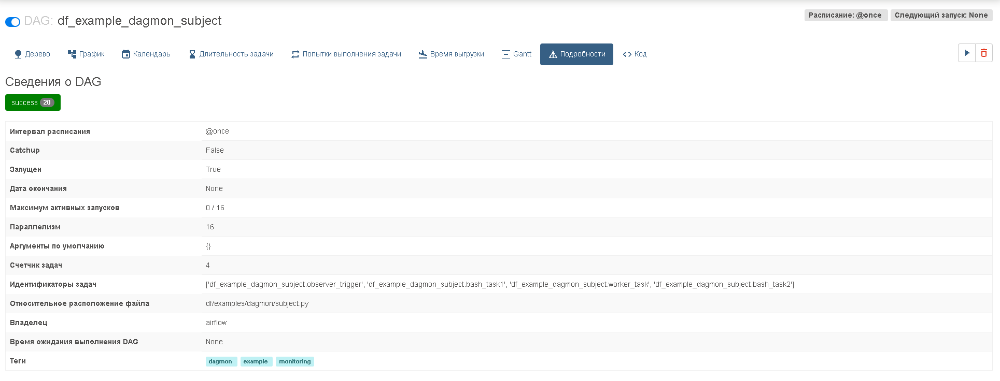 DAG: df_example_dagmon_subject
Расписание: @once Следующий запуск: None
Дерево График Календарь Длительность задачи Попытки выполнения задачи Время выгрузки Gantt Подробности Код
Сведения о DAG
success 20
Интервал расписания @once
Catchup False
Запущен True
Дата окончания None
Максимум активных запусков 0 / 16
Параллелизм 16
Аргументы по умолчанию {}
Счетчик задач 4
Идентификаторы задач ['df_example_dagmon_subject.observer_trigger', 'df_example_dagmon_subject.bash_task1', 'df_example_dagmon_subject.worker_task', 'df_example_dagmon_subject.bash_task2']
Относительное расположение файла df/examples/dagmon/subject.py
Владелец airflow
Время ожидания выполнения DAG None
Теги dagmon example monitoring